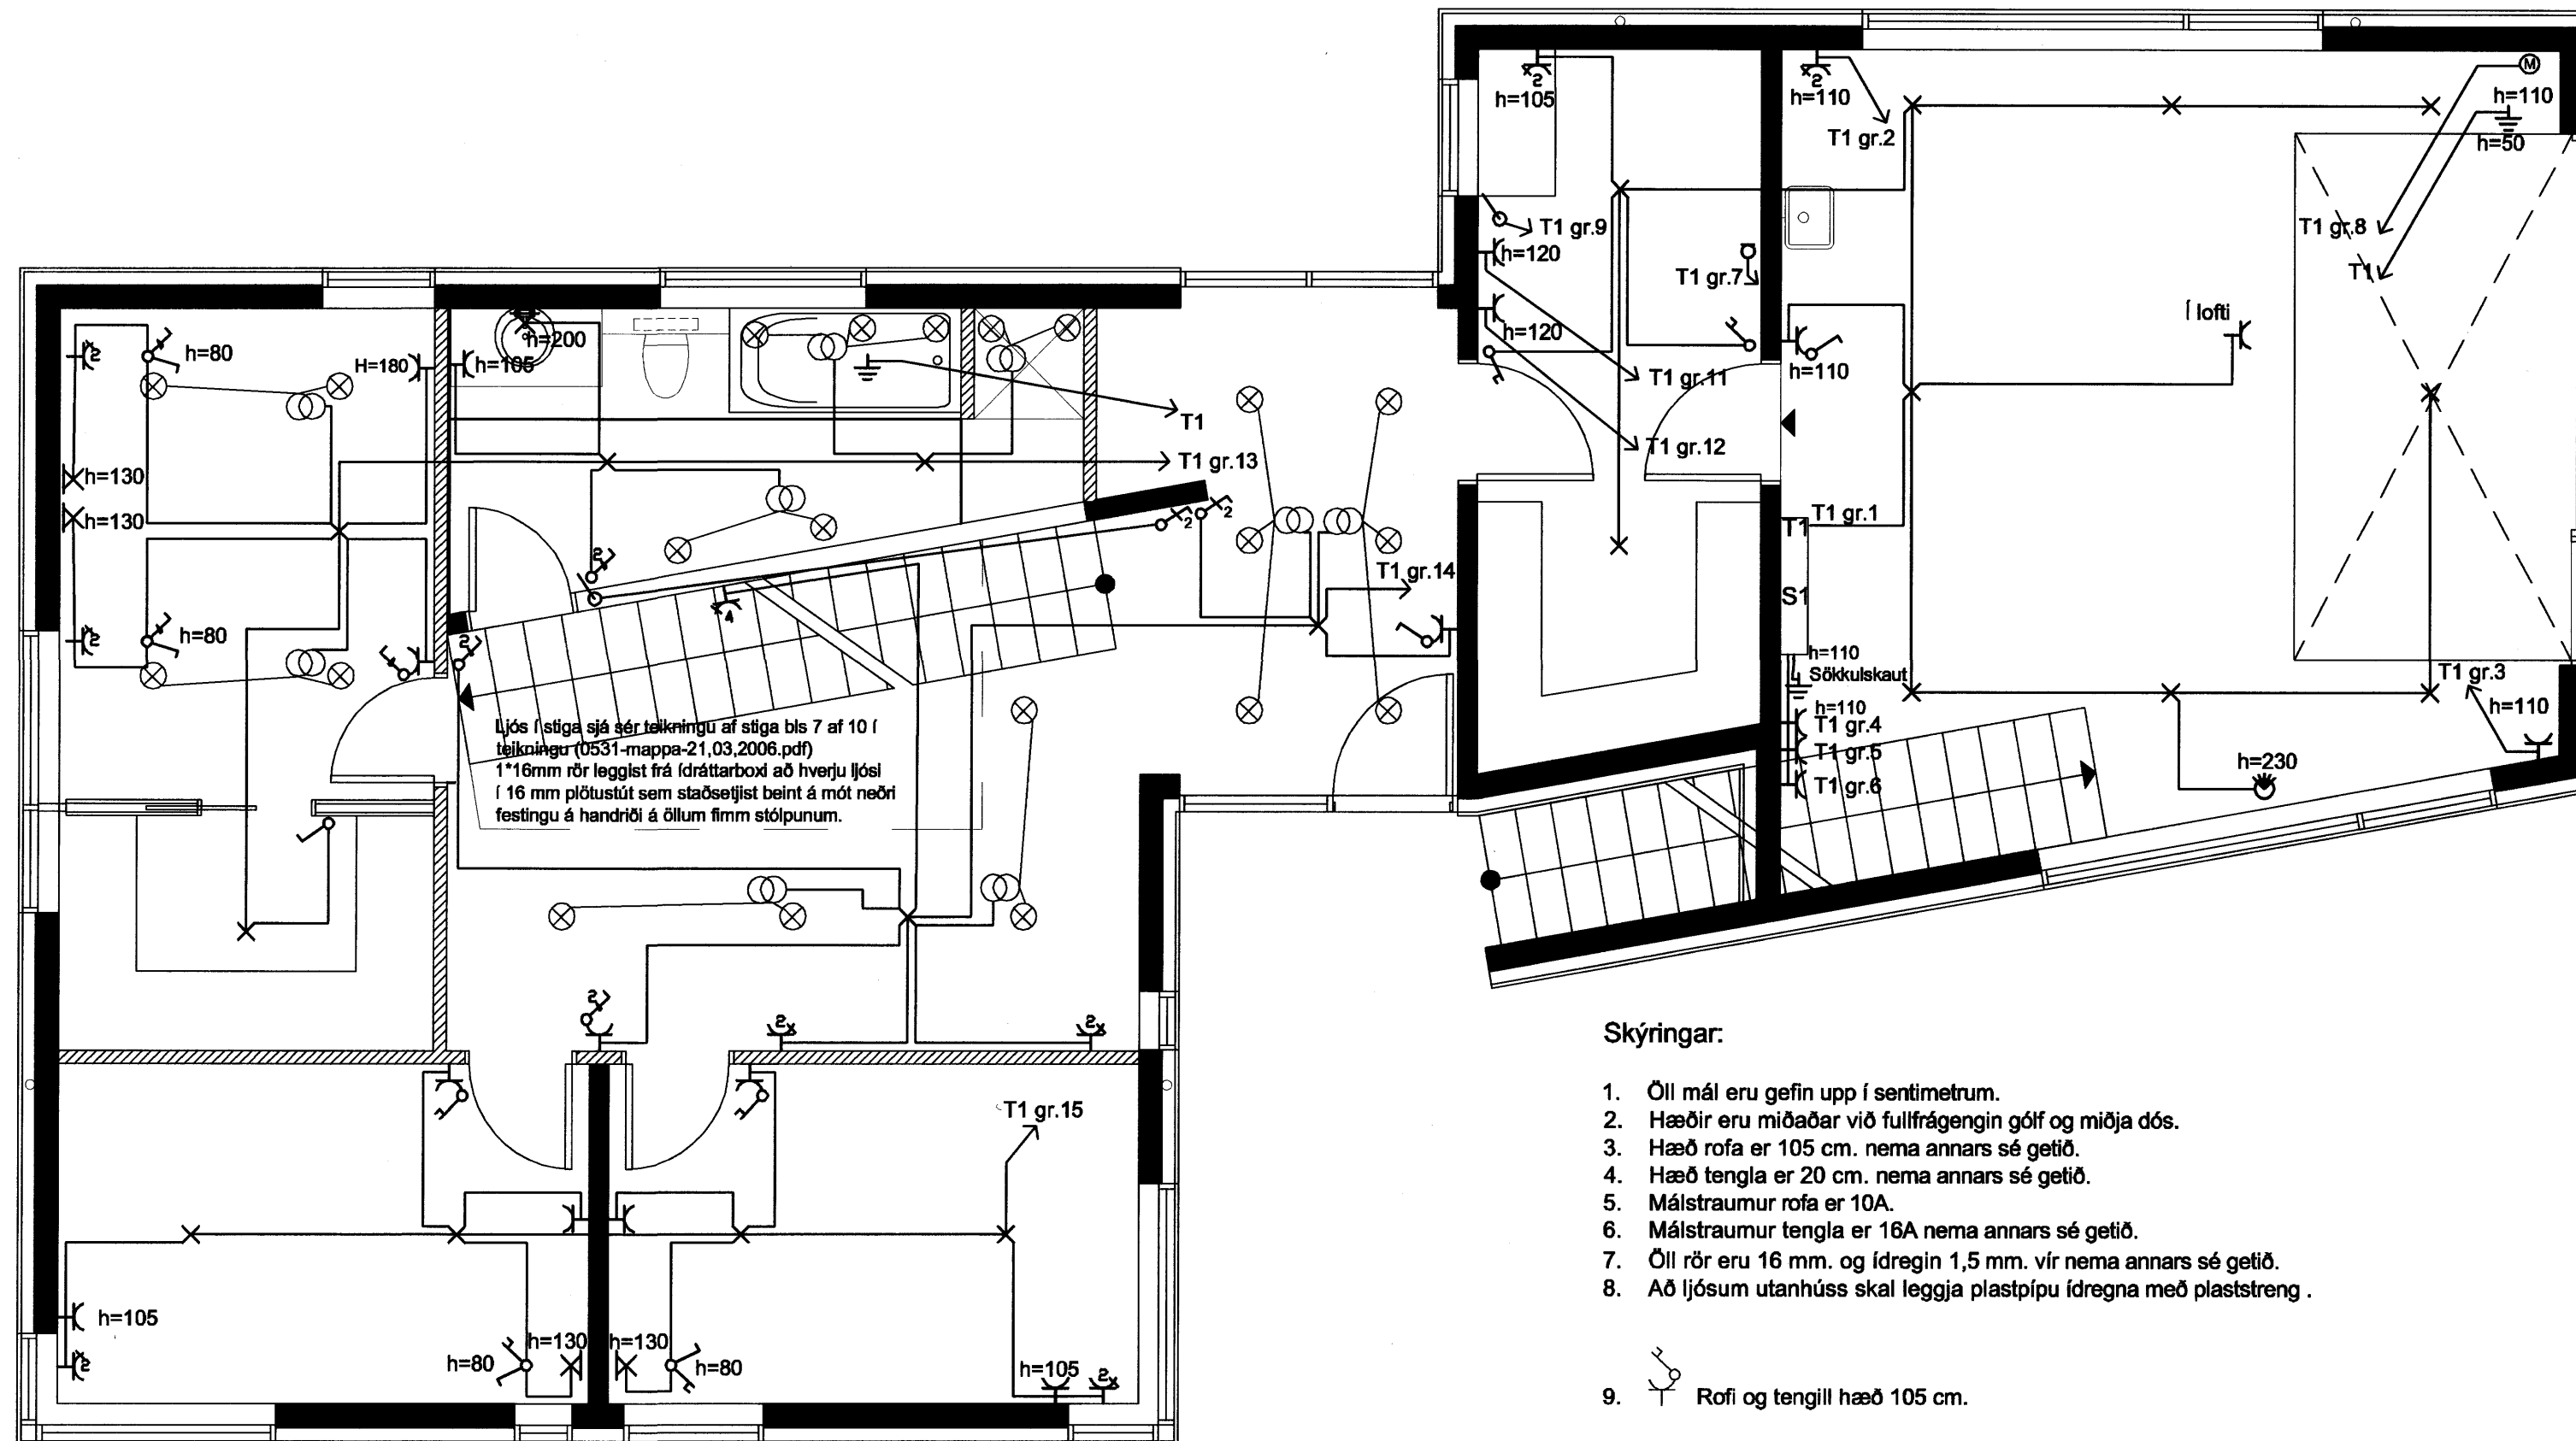 h=105
h=110
T1 gr.2
M
h=110
h=50
T1 gr.9
h=120
T1 gr.7
T1 gr.8
T1
h=120
Í lofti
h=80
h=200
H=180
h=105
T1 gr.11
h=110
T1
T1 gr.12
T1 gr.13
h=130
h=130
T1
T1 gr.1
T1 gr.14
S1
h=80
h=110
Sökkulskaut
h=110
T1 gr.4
T1 gr.5
T1 gr.6
T1 gr.3
h=110
h=230
Ljós í stiga sjá sér teikningu af stiga bls 7 af 10 í
teikningu (0531-mappa-21,03,2006.pdf)
1*16mm rör leggist frá ídráttarboxi að hverju ljósi
í 16 mm plötustút sem staðsetjist beint á mót neðri
festingu á handriði á öllum fimm stólpunum.
T1 gr.15
h=105
h=130
h=130
h=80
h=80
h=105
Skýringar:
1. Öll mál eru gefin upp í sentimetrum.
2. Hæðir eru miðaðar við fullfrágengin gólf og miðja dós.
3. Hæð rofa er 105 cm. nema annars sé getið.
4. Hæð tengla er 20 cm. nema annars sé getið.
5. Málstraumur rofa er 10A.
6. Málstraumur tengla er 16A nema annars sé getið.
7. Öll rör eru 16 mm. og ídregin 1,5 mm. vír nema annars sé getið.
8. Að ljósum utanhúss skal leggja plastpípu ídregna með plaststreng .
9. Rofi og tengill hæð 105 cm.